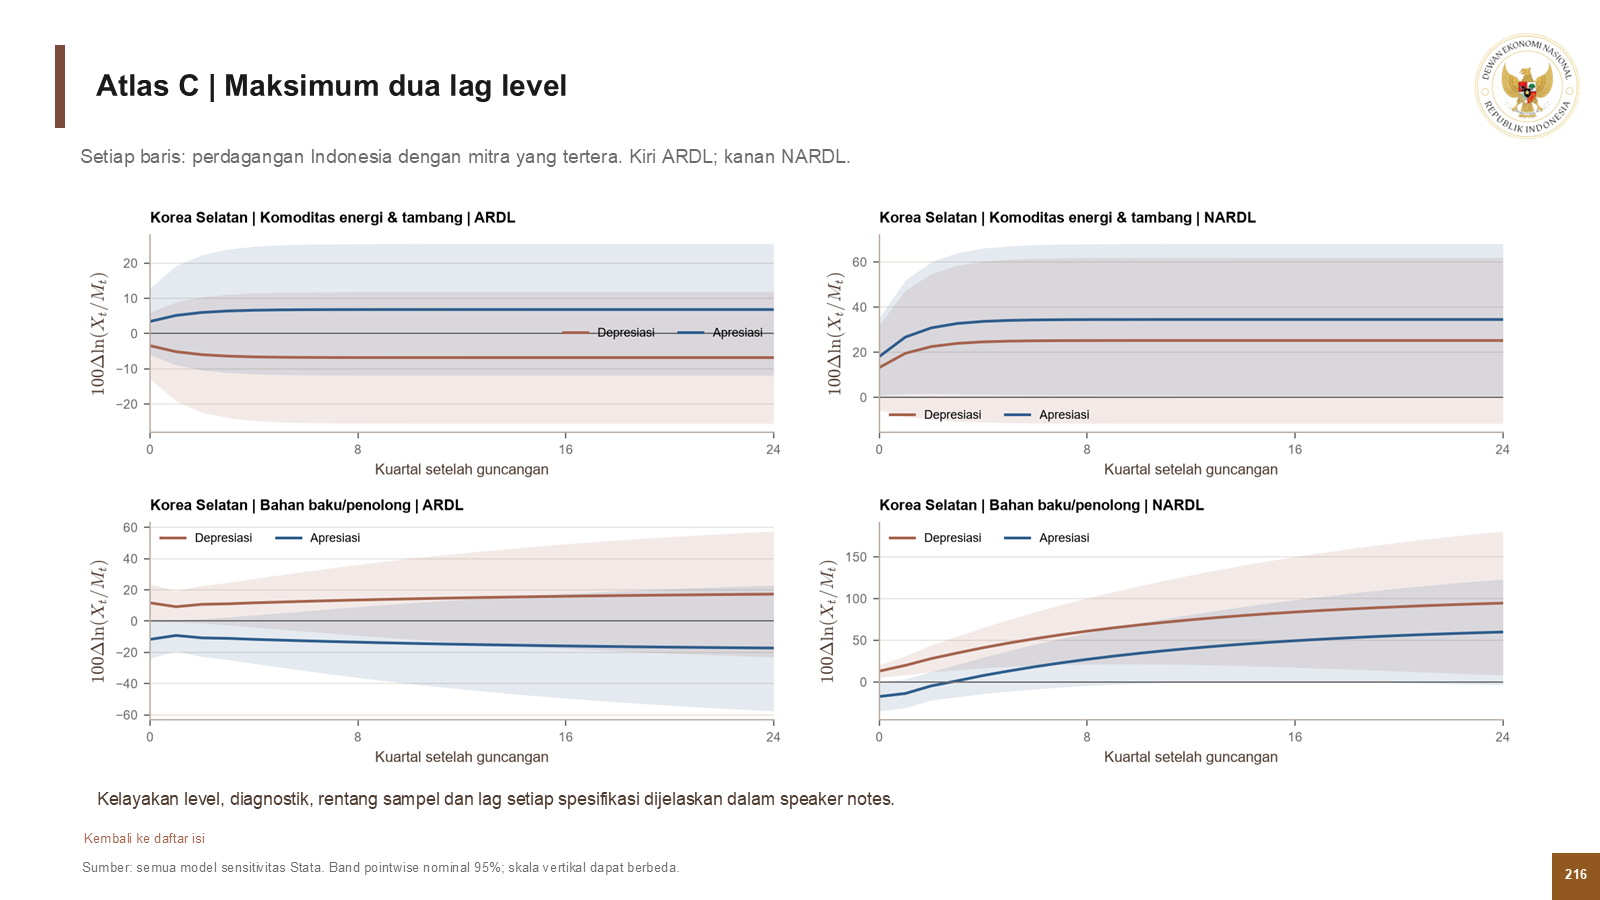 Atlas C | Maksimum dua lag level
DEWAN EKONOMI NASIONAL
REPUBLIK INDONESIA
Setiap baris: perdagangan Indonesia dengan mitra yang tertera. Kiri ARDL; kanan NARDL.
Korea Selatan | Komoditas energi & tambang | ARDL
100Δln(Xₜ/Mₜ)
20
10
0
−10
−20
Depresiasi
Apresiasi
0
8
16
24
Kuartal setelah guncangan
Korea Selatan | Komoditas energi & tambang | NARDL
100Δln(Xₜ/Mₜ)
60
40
20
0
Depresiasi
Apresiasi
0
8
16
24
Kuartal setelah guncangan
Korea Selatan | Bahan baku/penolong | ARDL
100Δln(Xₜ/Mₜ)
60
40
20
0
−20
−40
−60
Depresiasi
Apresiasi
0
8
16
24
Kuartal setelah guncangan
Korea Selatan | Bahan baku/penolong | NARDL
100Δln(Xₜ/Mₜ)
150
100
50
0
Depresiasi
Apresiasi
0
8
16
24
Kuartal setelah guncangan
Kelayakan level, diagnostik, rentang sampel dan lag setiap spesifikasi dijelaskan dalam speaker notes.
Kembali ke daftar isi
Sumber: semua model sensitivitas Stata. Band pointwise nominal 95%; skala vertikal dapat berbeda.
216